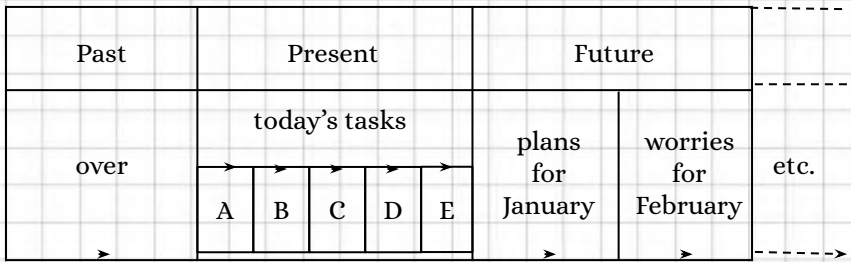 Past
Present
Future
over
today’s tasks
A B C D E
plans
for
January
worries
for
February
etc.